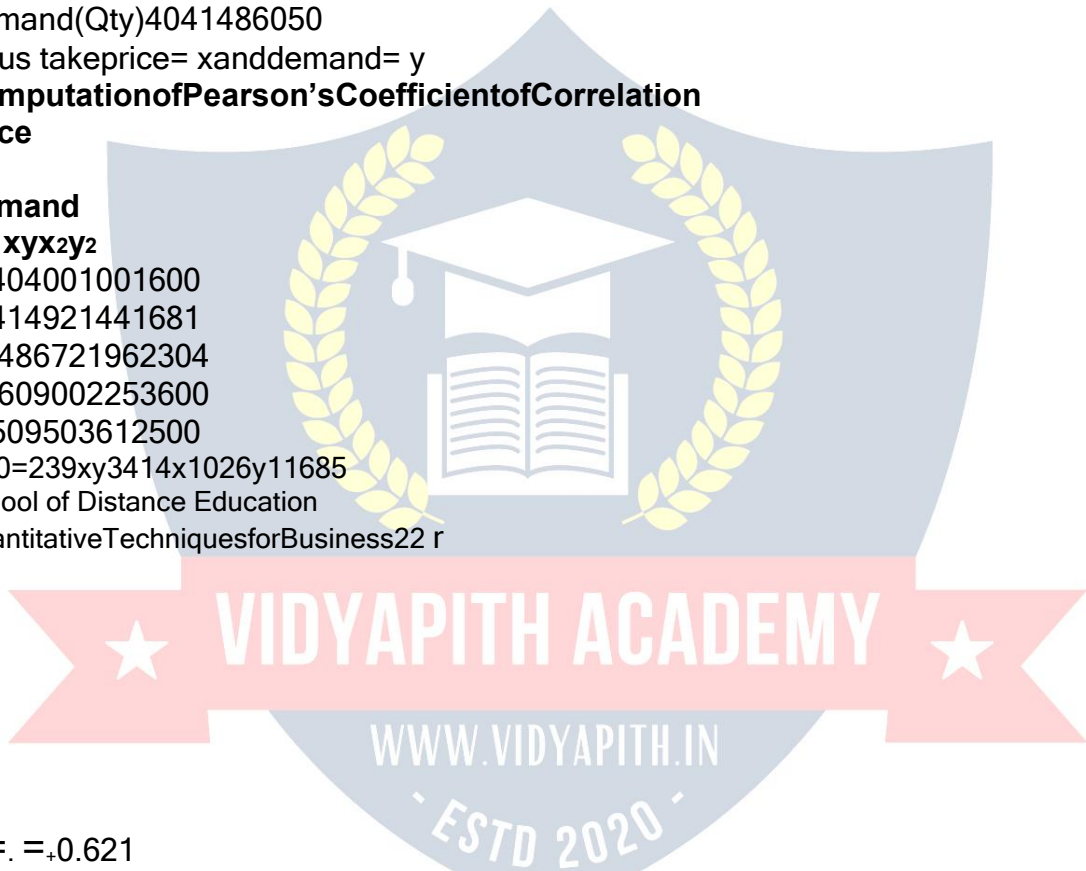 mand(Qty)4041486050
us takeprice= xanddemand= y
mputationofPearson’sCoefficientofCorrelation
ce
mand
xyx2y2
404001001600
414921441681
486721962304
609002253600
509503612500
0=239xy3414x1026y11685
ool of Distance Education
antitativeTechniquesforBusiness22 r
VIDYAPITH ACADEMY
WWW.VIDYAPITH.IN
- ESTD 2020 -
=. =+0.621